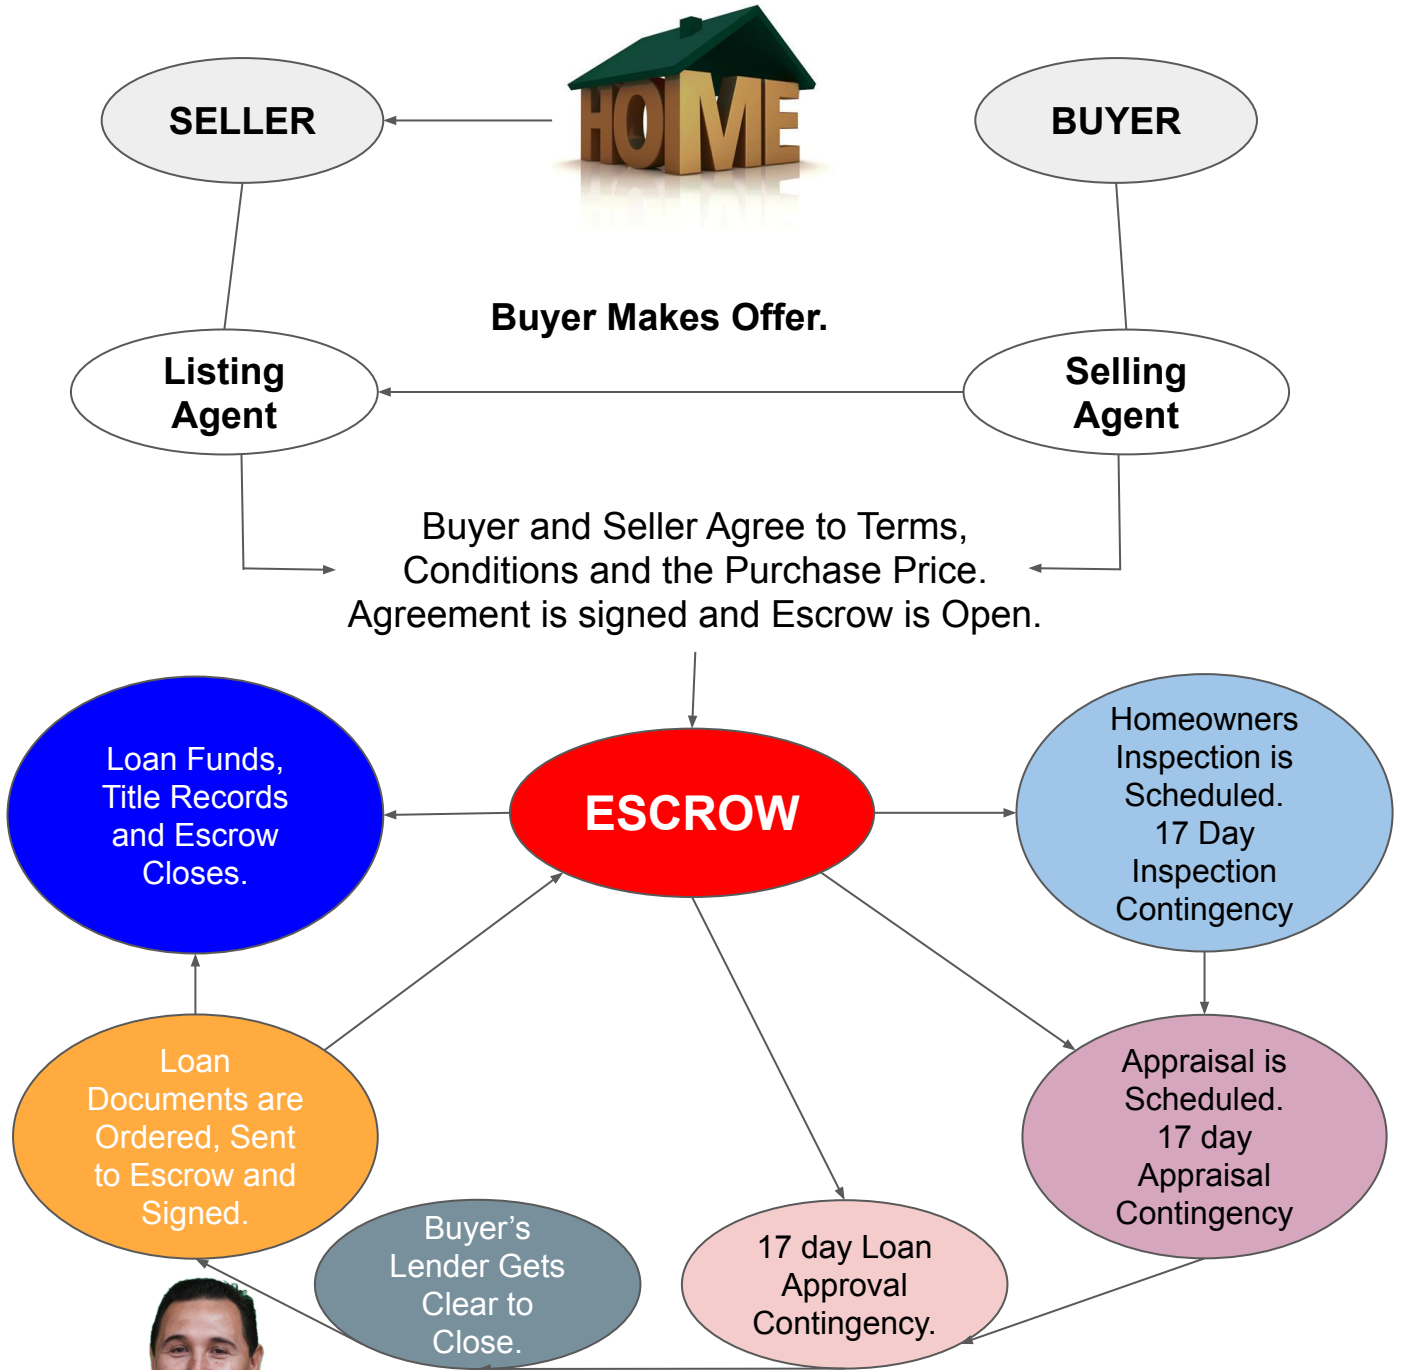 SELLER
HOME
BUYER
Buyer Makes Offer.
Listing
Agent
Selling
Agent
Buyer and Seller Agree to Terms,
Conditions and the Purchase Price.
Agreement is signed and Escrow is Open.
Loan Funds,
Title Records
and Escrow
Closes.
ESCROW
Homeowners
Inspection is
Scheduled.
17 Day
Inspection
Contingency
Loan
Documents are
Ordered, Sent
to Escrow and
Signed.
Appraisal is
Scheduled.
17 day
Appraisal
Contingency
Buyer’s
Lender Gets
Clear to
Close.
17 day Loan
Approval
Contingency.